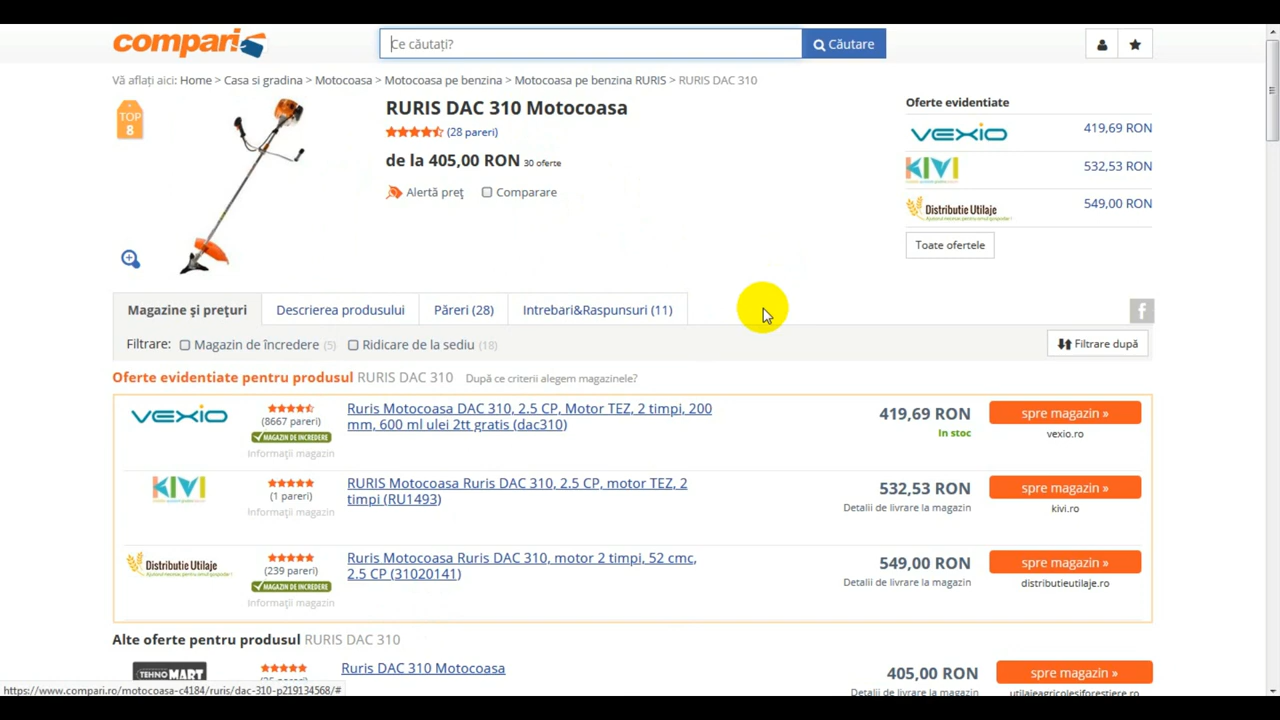 compari
Ce căutați?
Căutare
Vă aflați aici: Home > Casa si gradina > Motocoasa > Motocoasa pe benzina > Motocoasa pe benzina RURIS > RURIS DAC 310
TOP
8
RURIS DAC 310 Motocoasa
(28 pareri)
de la 405,00 RON 30 oferte
Alertă preț
Comparare
Oferte evidentiate
VEXIO 419,69 RON
KIVI 532,53 RON
Distributie Utilaje 549,00 RON
Toate ofertele
Magazine și prețuri
Descrierea produsului
Păreri (28)
Intrebari&Raspunsuri (11)
f
Filtrare: Magazin de încredere (5) Ridicare de la sediu (18)
Filtrare după
Oferte evidentiate pentru produsul RURIS DAC 310 După ce criterii alegem magazinele?
VEXIO
(8667 pareri)
MAGAZIN DE INCREDERE
Informații magazin
Ruris Motocoasa DAC 310, 2.5 CP, Motor TEZ, 2 timpi, 200
mm, 600 ml ulei 2tt gratis (dac310)
419,69 RON
In stoc
spre magazin »
vexio.ro
KIVI
(1 pareri)
Informații magazin
RURIS Motocoasa Ruris DAC 310, 2.5 CP, motor TEZ, 2
timpi (RU1493)
532,53 RON
Detalii de livrare la magazin
spre magazin »
kivi.ro
Distributie Utilaje
(239 pareri)
MAGAZIN DE INCREDERE
Informații magazin
Ruris Motocoasa Ruris DAC 310, motor 2 timpi, 52 cmc,
2.5 CP (31020141)
549,00 RON
Detalii de livrare la magazin
spre magazin »
distributieutilaje.ro
Alte oferte pentru produsul RURIS DAC 310
TEHNO MART
Ruris DAC 310 Motocoasa
405,00 RON
Detalii de livrare la magazin
spre magazin »
utilajeagricolesiforestiere.ro
https://www.compari.ro/motocoasa-c4184/ruris/dac-310-p219134568/#